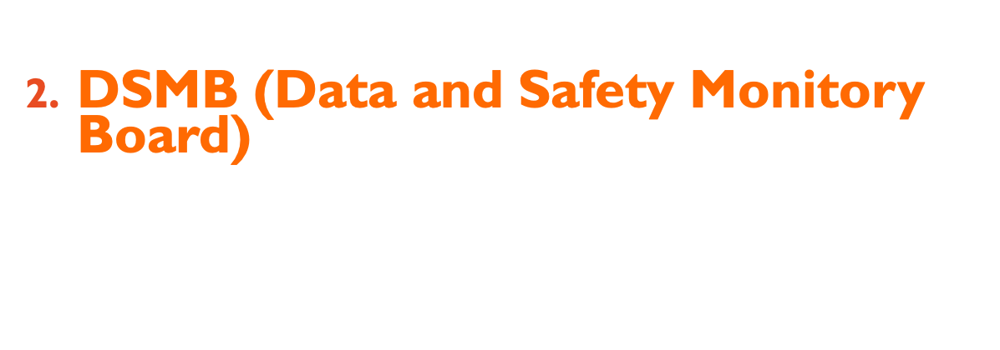 2. DSMB (Data and Safety Monitory
Board)